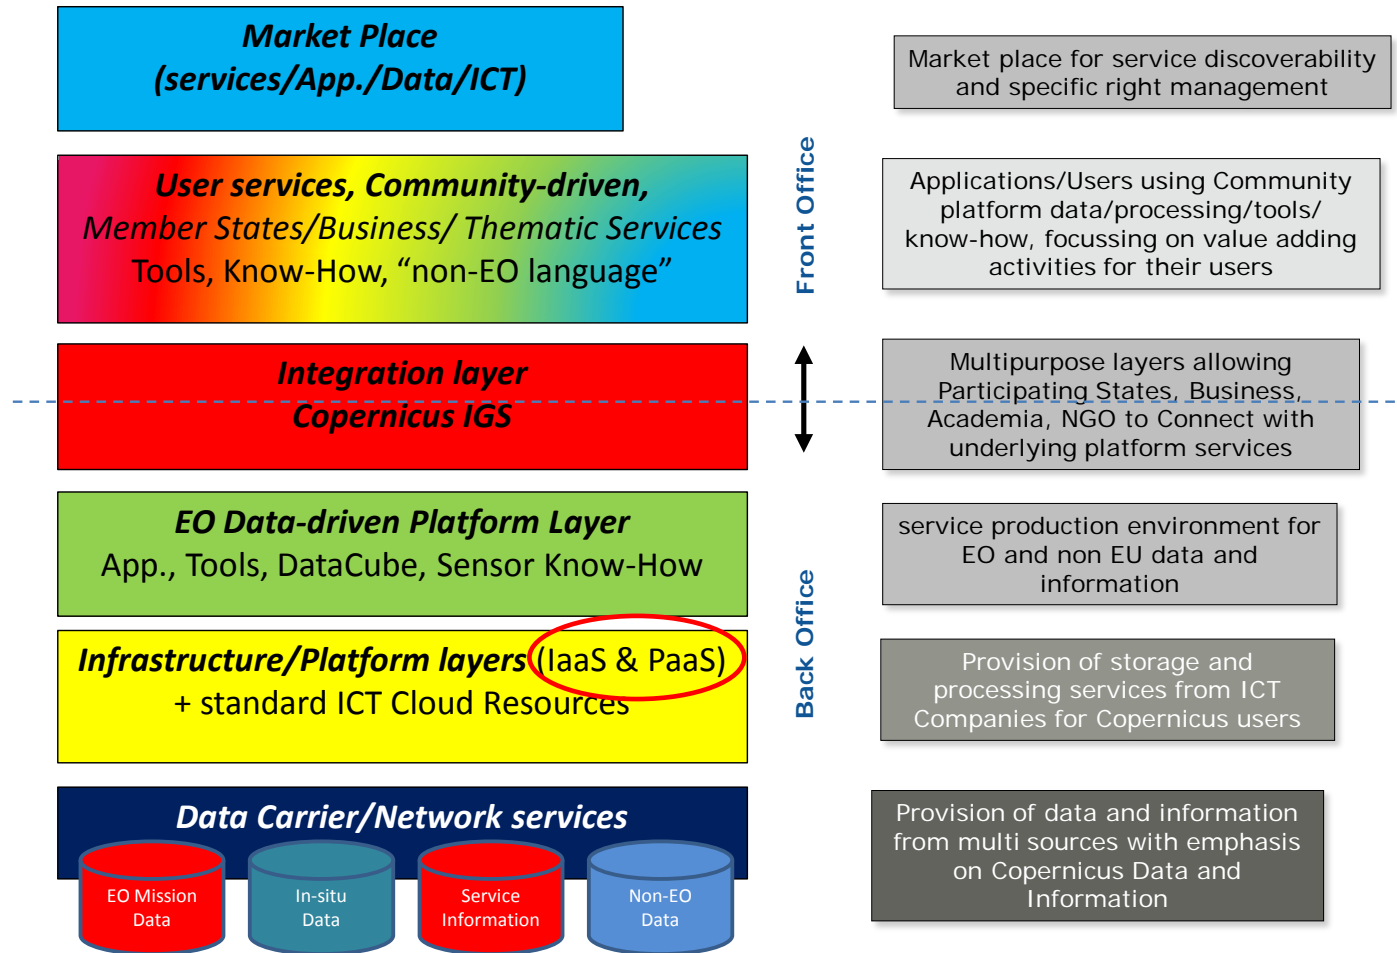 Market Place
(services/App./Data/ICT)
Market place for service discoverability
and specific right management
User services, Community-driven,
Member States/Business/ Thematic Services
Tools, Know-How, “non-EO language”
Front Office
Applications/Users using Community
platform data/processing/tools/
know-how, focussing on value adding
activities for their users
Integration layer
Copernicus IGS
Multipurpose layers allowing
Participating States, Business,
Academia, NGO to Connect with
underlying platform services
EO Data-driven Platform Layer
App., Tools, DataCube, Sensor Know-How
service production environment for
EO and non EU data and
information
Back Office
Infrastructure/Platform layers (IaaS & PaaS)
+ standard ICT Cloud Resources
Provision of storage and
processing services from ICT
Companies for Copernicus users
Data Carrier/Network services
EO Mission
Data
In-situ
Data
Service
Information
Non-EO
Data
Provision of data and information
from multi sources with emphasis
on Copernicus Data and
Information